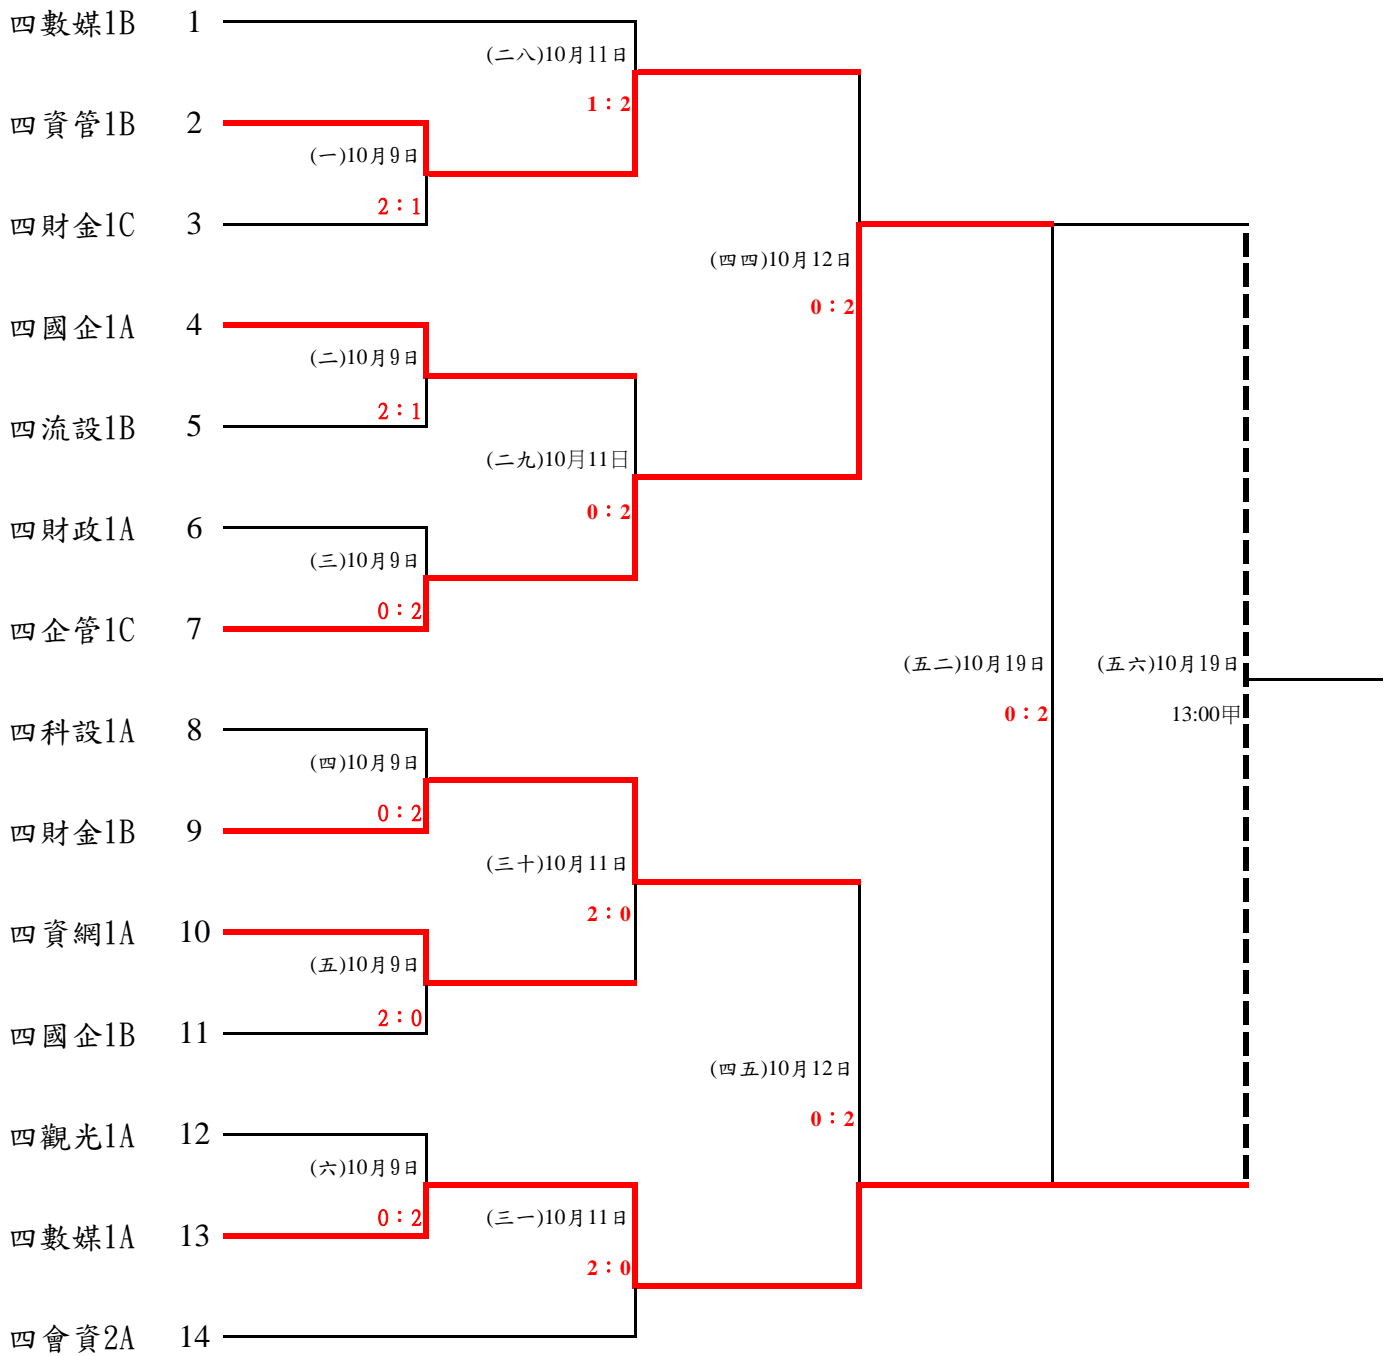 四數媒1B 1
(二八)10月11日
1：2
四資管1B 2
(一)10月9日
2：1
四財金1C 3
(四四)10月12日
0：2
四國企1A 4
(二)10月9日
2：1
四流設1B 5
(二九)10月11日
0：2
四財政1A 6
(三)10月9日
0：2
四企管1C 7
(五二)10月19日
0：2
(五六)10月19日
13:00甲
四科設1A 8
(四)10月9日
0：2
四財金1B 9
(三十)10月11日
2：0
四資網1A 10
(五)10月9日
2：0
四國企1B 11
(四五)10月12日
0：2
四觀光1A 12
(六)10月9日
0：2
四數媒1A 13
(三一)10月11日
2：0
四會資2A 14